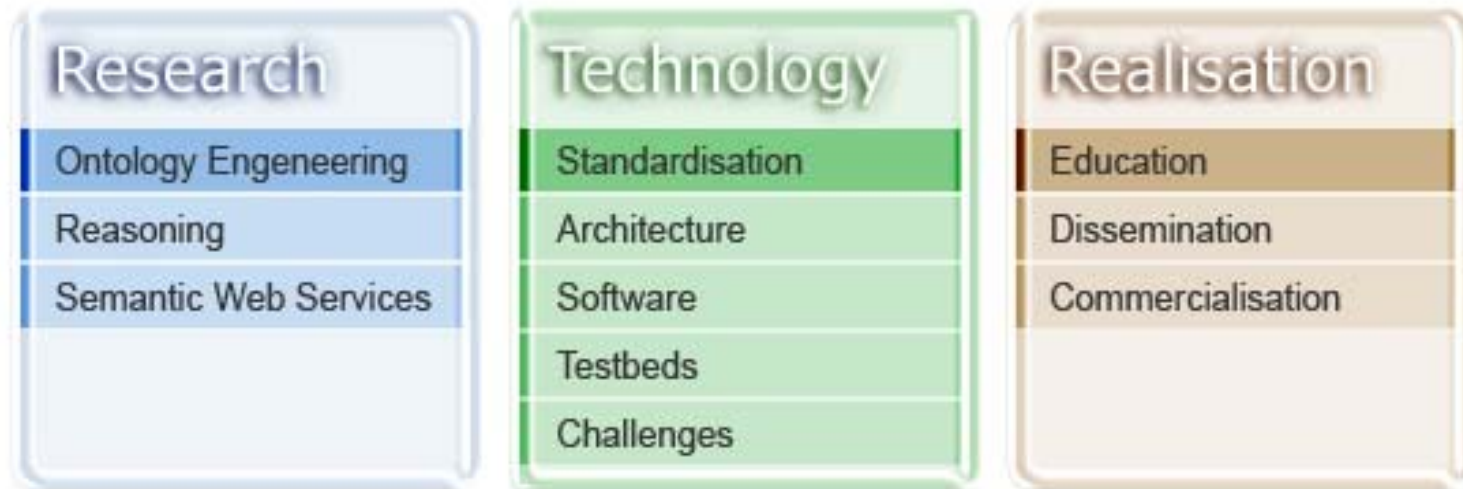 Research
Ontology Engeneering
Reasoning
Semantic Web Services
Technology
Standardisation
Architecture
Software
Testbeds
Challenges
Realisation
Education
Dissemination
Commercialisation